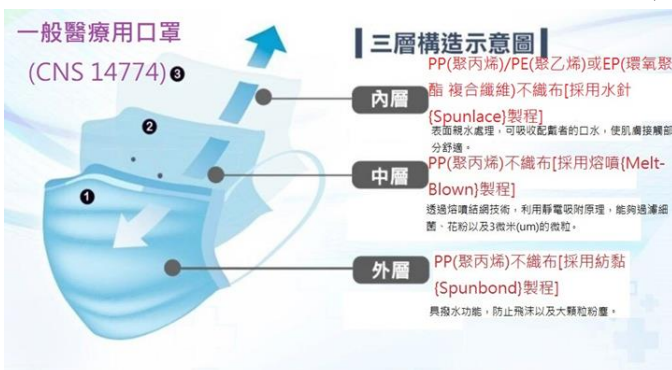 一般醫療用口罩
(CNS 14774)
三層構造示意圖
❸
❷
❶
內層
PP(聚丙烯)/PE(聚乙烯)或EP(環氧聚
酯 複合纖維)不織布[採用水針
{Spunlace}製程]
表面親水處理,可吸收配戴者的口水,使肌膚接觸部
分舒適。
中層
PP(聚丙烯)不織布[採用熔噴{Melt-
Blown}製程]
透過熔噴結網技術,利用靜電吸附原理,能夠過濾細
菌、花粉以及3微米(um)的微粒。
外層
PP(聚丙烯)不織布[採用紡黏
{Spunbond}製程]
具撥水功能,防止飛沫以及大顆粒粉塵。